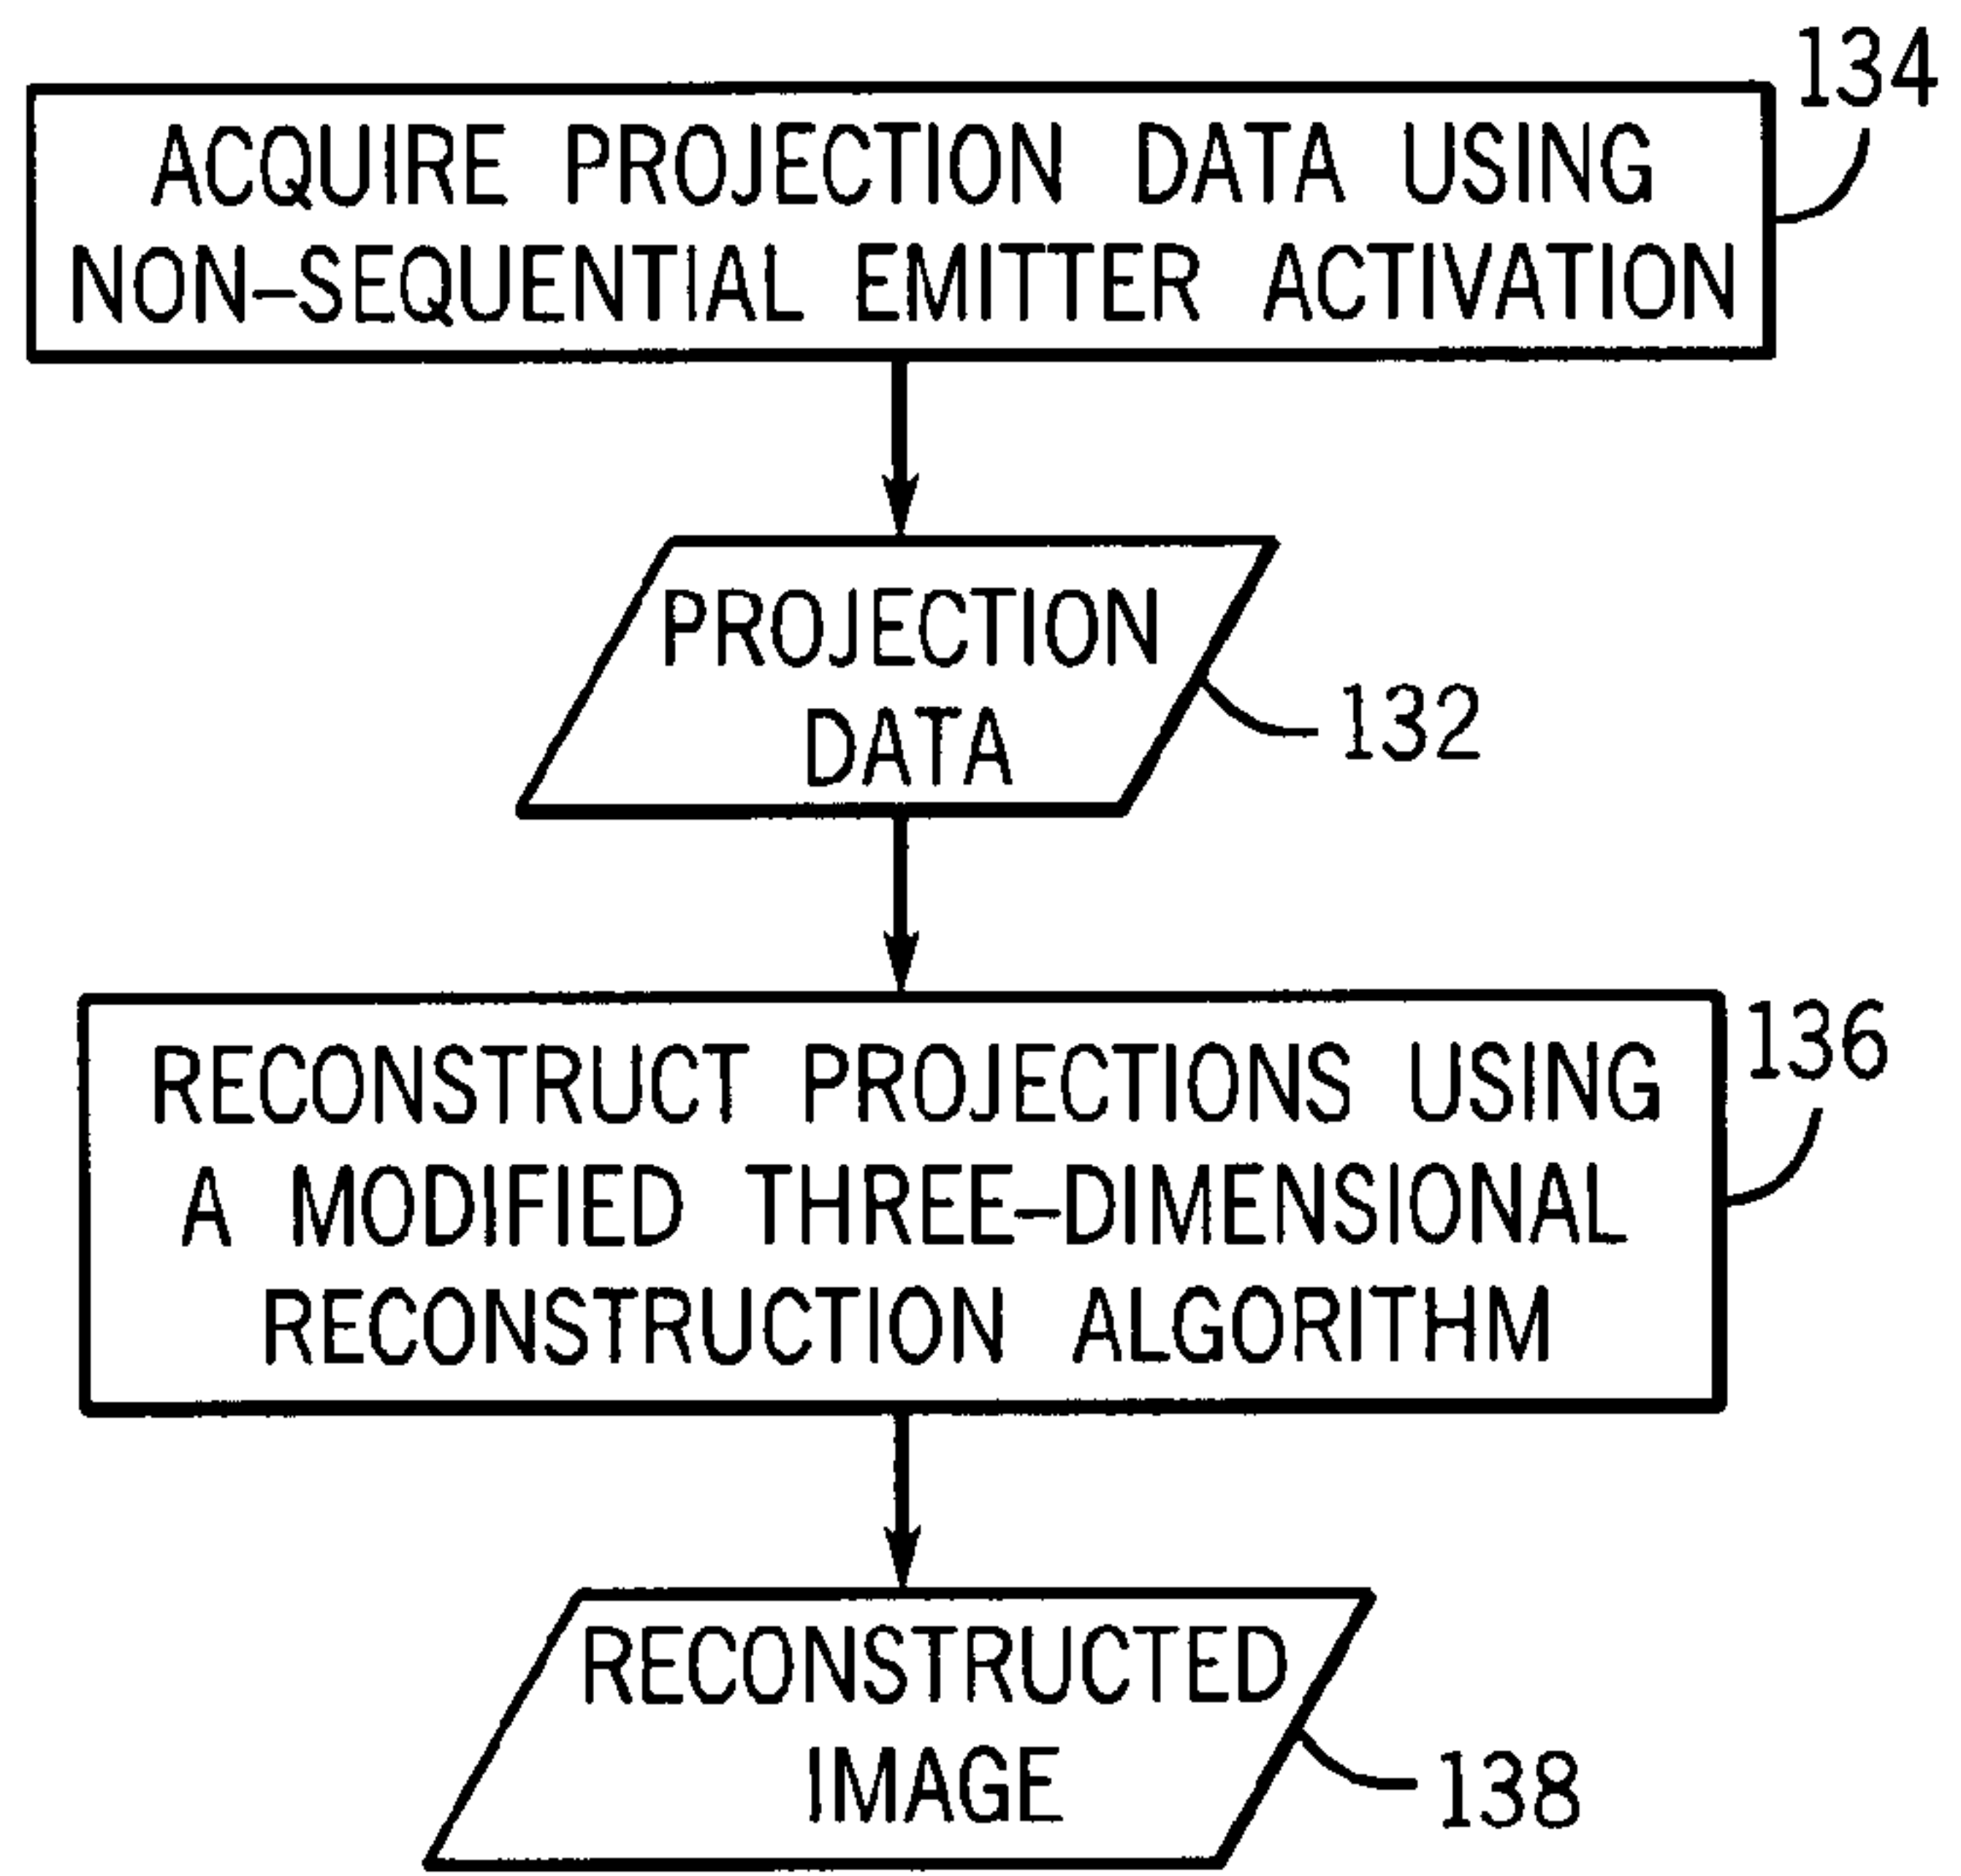 134
ACQUIRE PROJECTION DATA USING
NON-SEQUENTIAL EMITTER ACTIVATION
PROJECTION
DATA
132
RECONSTRUCT PROJECTIONS USING
A MODIFIED THREE-DIMENSIONAL
RECONSTRUCTION ALGORITHM
136
RECONSTRUCTED
IMAGE
138